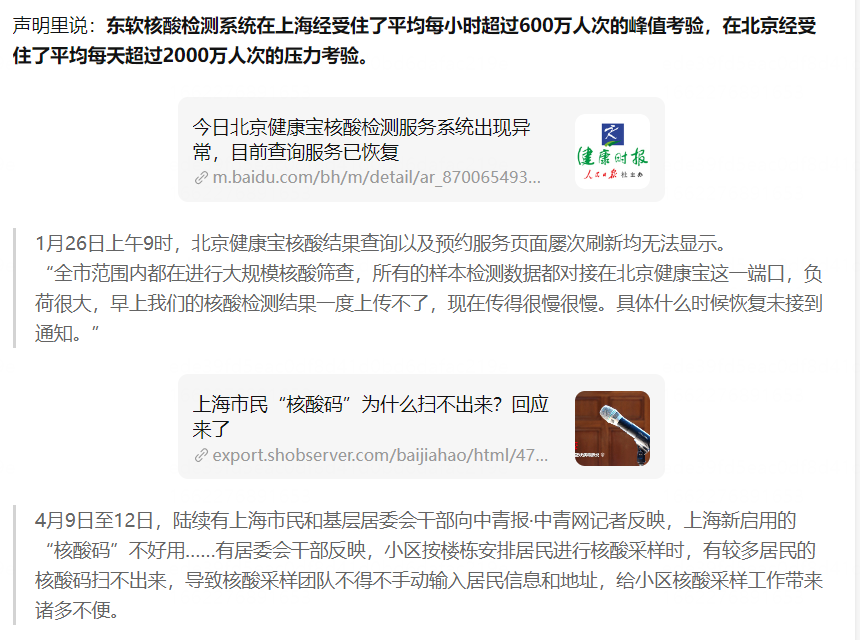 声明里说：东软核酸检测系统在上海经受住了平均每小时超过600万人次的峰值考验，在北京经受
住了平均每天超过2000万人次的压力考验。
今日北京健康宝核酸检测服务系统出现异
常，目前查询服务已恢复
m.baidu.com/bh/m/detail/ar_870065493...
健康时报
人民日报社主办
1月26日上午9时，北京健康宝核酸结果查询以及预约服务页面屡次刷新均无法显示。
“全市范围内都在进行大规模核酸筛查，所有的样本检测数据都对接在北京健康宝这一端口，负
荷很大，早上我们的核酸检测结果一度上传不了，现在传得很慢很慢。具体什么时候恢复未接到
通知。”
上海市民“核酸码”为什么扫不出来？回应
来了
export.shobserver.com/baijiahao/html/47...
4月9日至12日，陆续有上海市民和基层居委会干部向中青报·中青网记者反映，上海新启用的
“核酸码”不好用……有居委会干部反映，小区按楼栋安排居民进行核酸采样时，有较多居民的
核酸码扫不出来，导致核酸采样团队不得不手动输入居民信息和地址，给小区核酸采样工作带来
诸多不便。